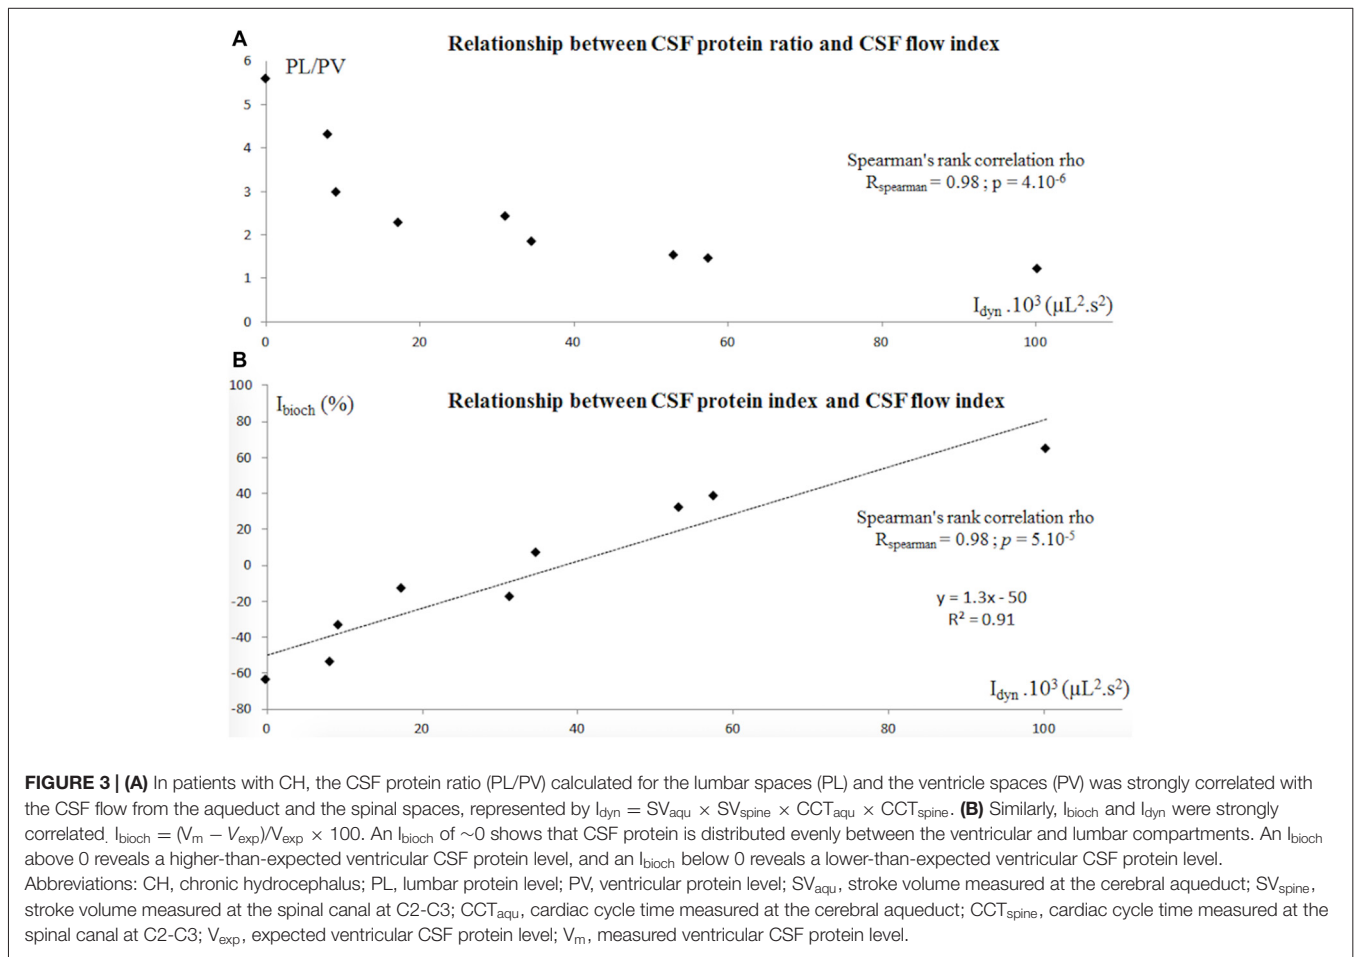 A
Relationship between CSF protein ratio and CSF flow index
6
PL/PV
5
4
3
2
1
0
Spearman's rank correlation rho
Rspearman = 0.98 ; p = 4.10-6
Idyn .10³ (µL².s²)
0 20 40 60 80 100
B
Relationship between CSF protein index and CSF flow index
100
Ibioch (%)
80
60
40
20
0
-20
-40
-60
-80
Spearman's rank correlation rho
Rspearman = 0.98 ; p = 5.10-5
y = 1.3x - 50
R² = 0.91
Idyn .10³ (µL².s²)
0 20 40 60 80 100
FIGURE 3 | (A) In patients with CH, the CSF protein ratio (PL/PV) calculated for the lumbar spaces (PL) and the ventricle spaces (PV) was strongly correlated with
the CSF flow from the aqueduct and the spinal spaces, represented by Idyn = SVaqu × SVspine × CCTaqu × CCTspine. (B) Similarly, Ibioch and Idyn were strongly
correlated. Ibioch = (Vm − Vexp)/Vexp × 100. An Ibioch of ~0 shows that CSF protein is distributed evenly between the ventricular and lumbar compartments. An Ibioch
above 0 reveals a higher-than-expected ventricular CSF protein level, and an Ibioch below 0 reveals a lower-than-expected ventricular CSF protein level.
Abbreviations: CH, chronic hydrocephalus; PL, lumbar protein level; PV, ventricular protein level; SVaqu, stroke volume measured at the cerebral aqueduct; SVspine,
stroke volume measured at the spinal canal at C2-C3; CCTaqu, cardiac cycle time measured at the cerebral aqueduct; CCTspine, cardiac cycle time measured at the
spinal canal at C2-C3; Vexp, expected ventricular CSF protein level; Vm, measured ventricular CSF protein level.